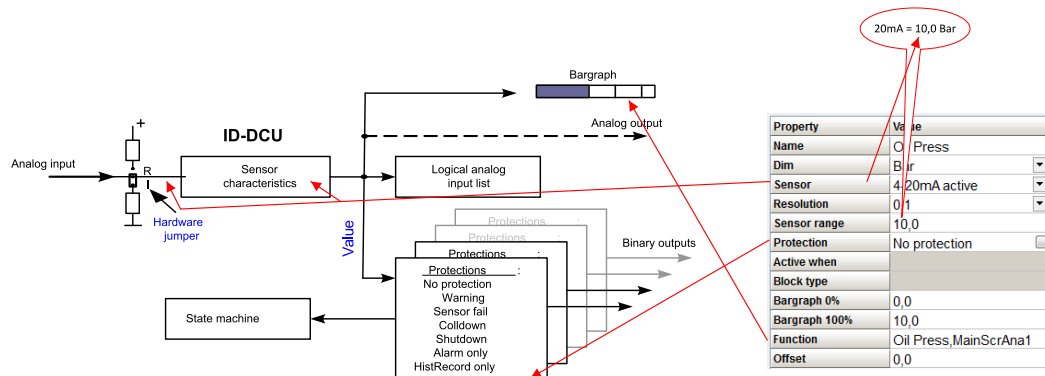 20mA = 10,0 Bar
Bargraph
Analog output
ID-DCU
+
Analog input
R
Sensor
characteristics
Logical analog
input list
Hardware
jumper
Value
Protections :
Protections :
Protections :
Protections :
No protection
Warning
Sensor fail
Colldown
Shutdown
Alarm only
HistRecord only
Binary outputs
State machine
Property Value
Name Oil Press
Dim Bar
Sensor 4-20mA active
Resolution 0,1
Sensor range 10,0
Protection No protection
Active when
Block type
Bargraph 0% 0,0
Bargraph 100% 10,0
Function Oil Press,MainScrAna1
Offset 0,0